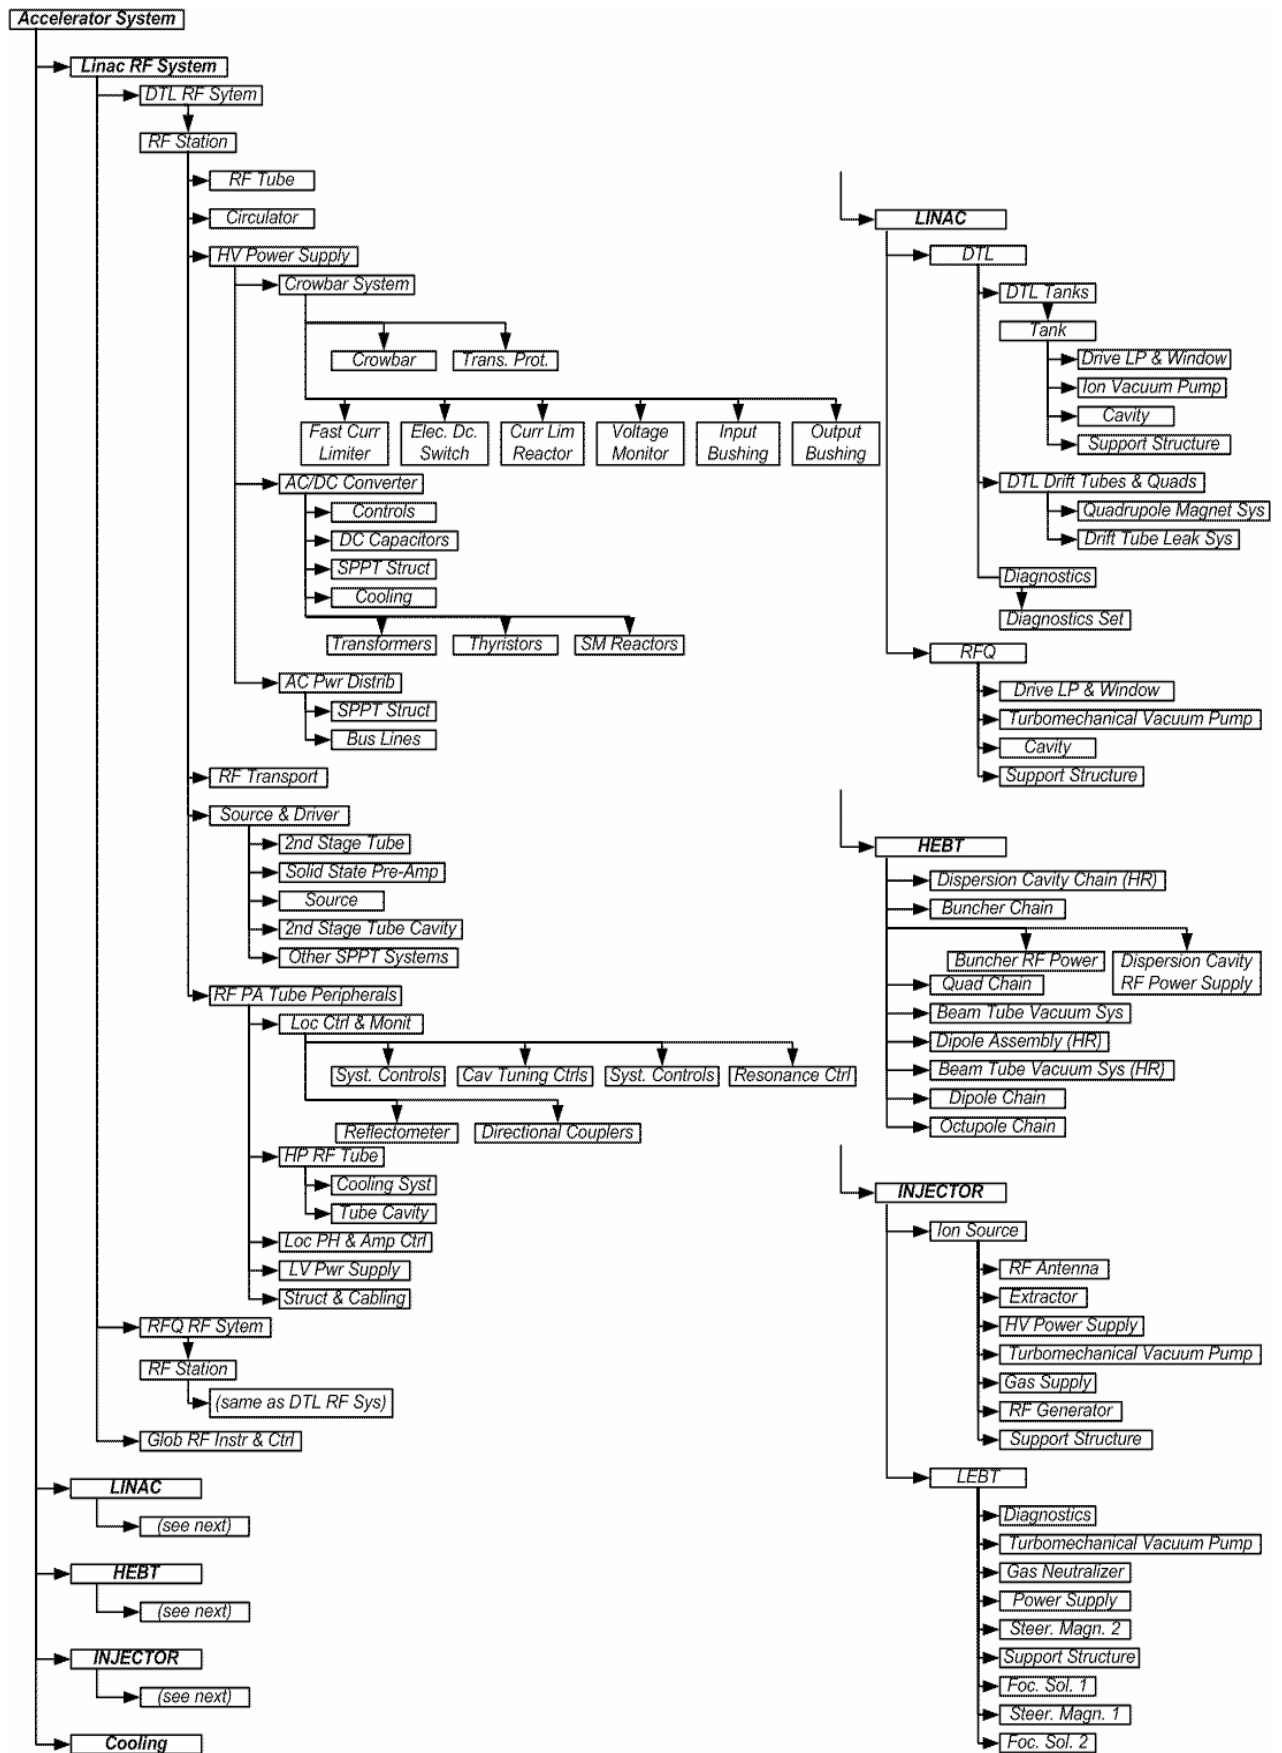 Accelerator System
Linac RF System
DTL RF Sytem
RF Station
RF Tube
Circulator
HV Power Supply
Crowbar System
Crowbar
Trans. Prot.
Fast Curr
Limiter
Elec. Dc.
Switch
Curr Lim
Reactor
Voltage
Monitor
Input
Bushing
Output
Bushing
AC/DC Converter
Controls
DC Capacitors
SPPT Struct
Cooling
Transformers
Thyristors
SM Reactors
AC Pwr Distrib
SPPT Struct
Bus Lines
RF Transport
Source & Driver
2nd Stage Tube
Solid State Pre-Amp
Source
2nd Stage Tube Cavity
Other SPPT Systems
RF PA Tube Peripherals
Loc Ctrl & Monit
Syst. Controls
Cav Tuning Ctrls
Syst. Controls
Resonance Ctrl
Reflectometer
Directional Couplers
HP RF Tube
Cooling Syst
Tube Cavity
Loc PH & Amp Ctrl
LV Pwr Supply
Struct & Cabling
RFQ RF Sytem
RF Station
(same as DTL RF Sys)
Glob RF Instr & Ctrl
LINAC
(see next)
HEBT
(see next)
INJECTOR
(see next)
Cooling
LINAC
DTL
DTL Tanks
Tank
Drive LP & Window
Ion Vacuum Pump
Cavity
Support Structure
DTL Drift Tubes & Quads
Quadrupole Magnet Sys
Drift Tube Leak Sys
Diagnostics
Diagnostics Set
RFQ
Drive LP & Window
Turbomechanical Vacuum Pump
Cavity
Support Structure
HEBT
Dispersion Cavity Chain (HR)
Buncher Chain
Buncher RF Power
Dispersion Cavity
RF Power Supply
Quad Chain
Beam Tube Vacuum Sys
Dipole Assembly (HR)
Beam Tube Vacuum Sys (HR)
Dipole Chain
Octupole Chain
INJECTOR
Ion Source
RF Antenna
Extractor
HV Power Supply
Turbomechanical Vacuum Pump
Gas Supply
RF Generator
Support Structure
LEBT
Diagnostics
Turbomechanical Vacuum Pump
Gas Neutralizer
Power Supply
Steer. Magn. 2
Support Structure
Foc. Sol. 1
Steer. Magn. 1
Foc. Sol. 2